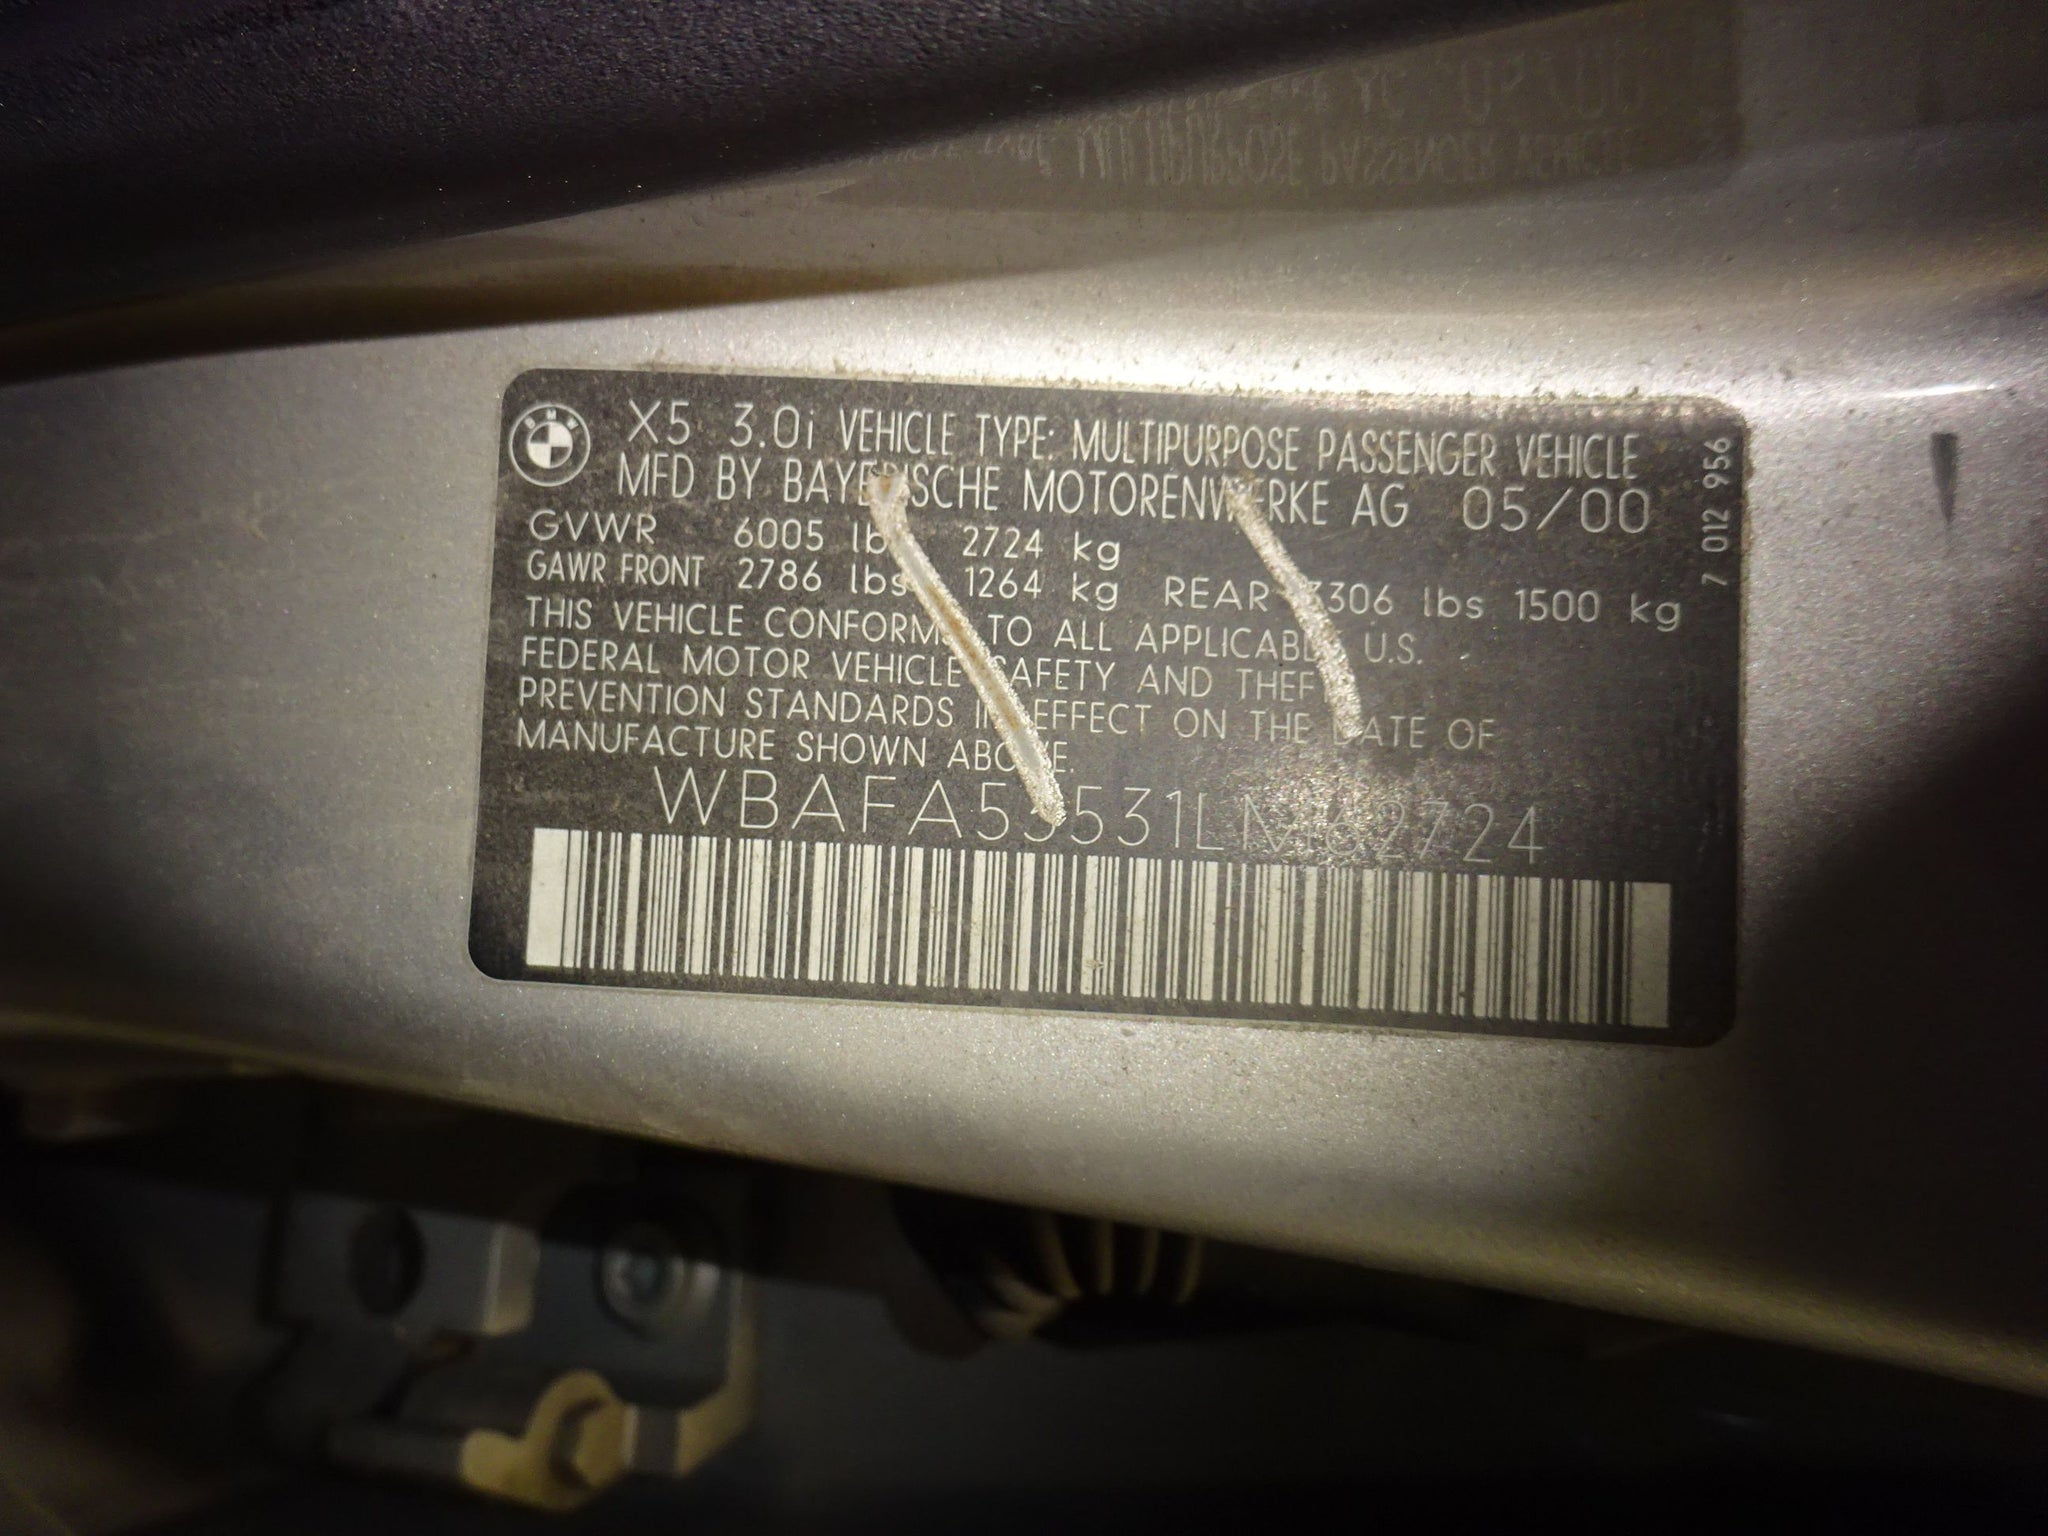 X5 3.0i VEHICLE TYPE: MULTIPURPOSE PASSENGER VEHICLE
MFD BY BAYERISCHE MOTORENWERKE AG 05/00
GVWR 6005 lbs 2724 kg
GAWR FRONT 2786 lbs 1264 kg REAR 3306 lbs 1500 kg
THIS VEHICLE CONFORMS TO ALL APPLICABLE U.S.
FEDERAL MOTOR VEHICLE SAFETY AND THEFT
PREVENTION STANDARDS IN EFFECT ON THE DATE OF
MANUFACTURE SHOWN ABOVE.
WBAFA53531LM62724
7 012 956